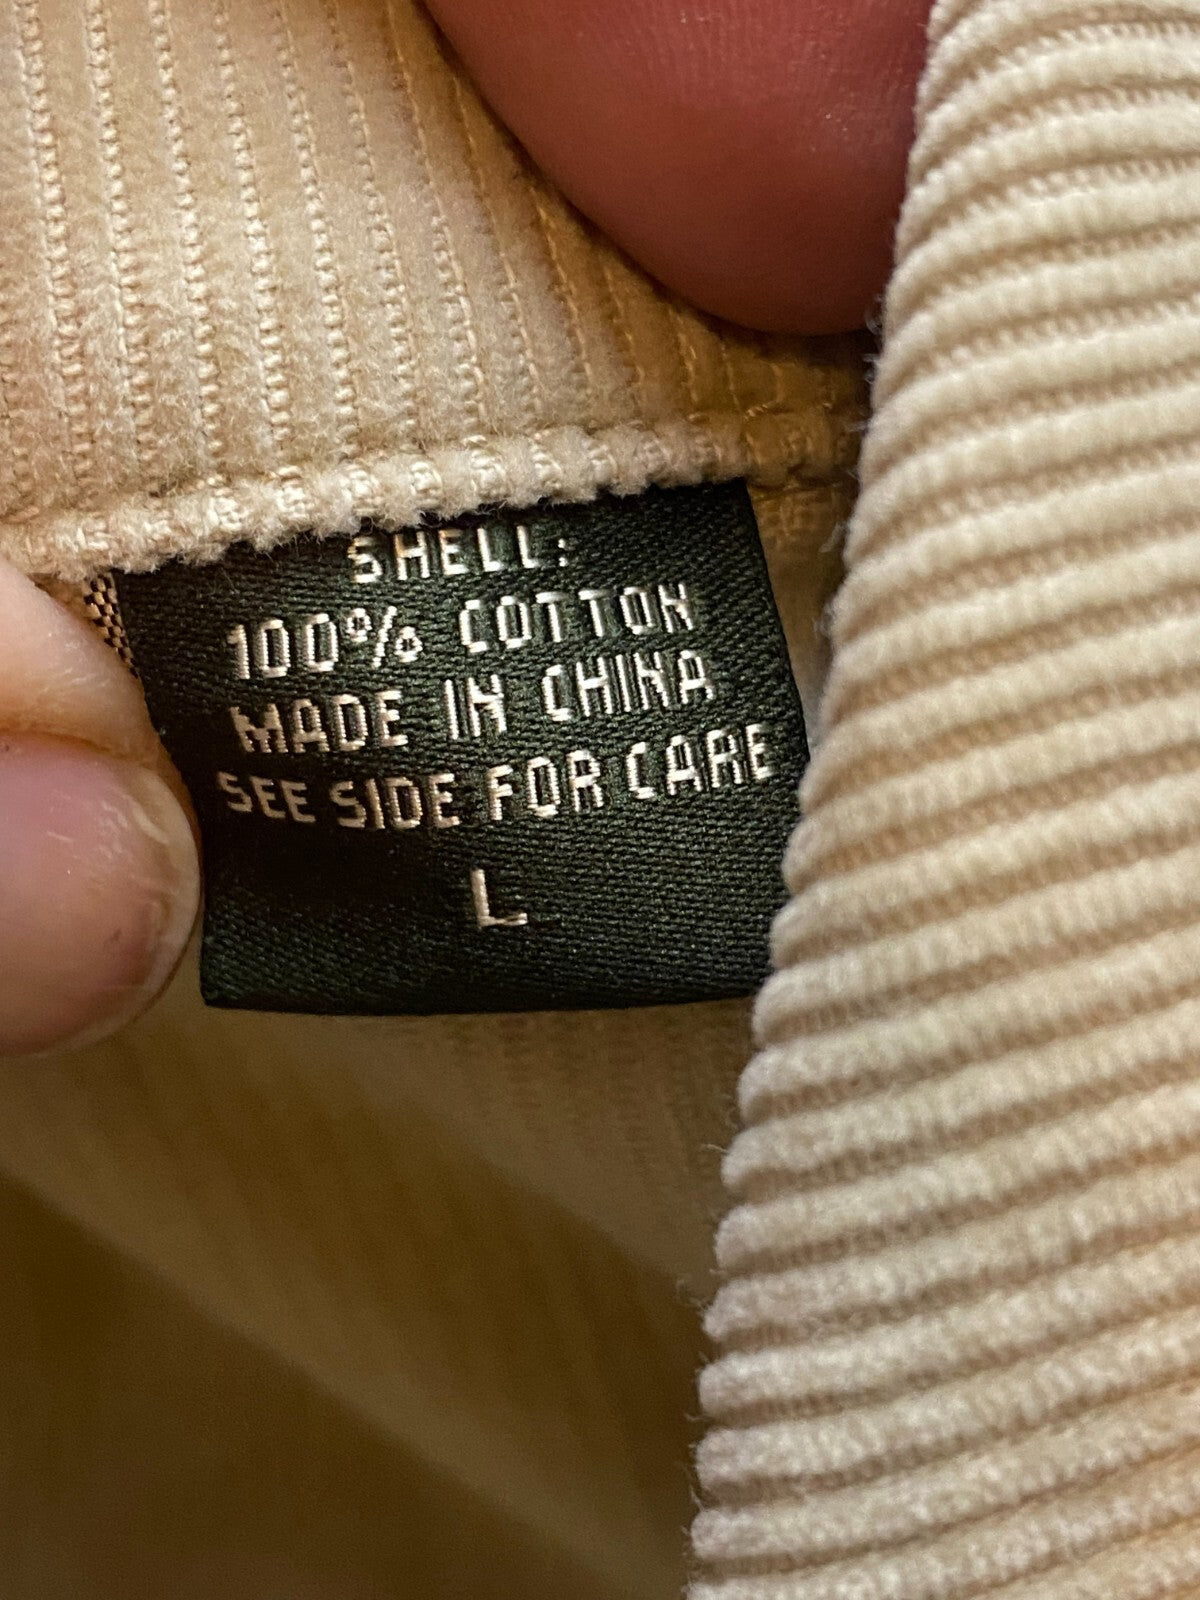 SHELL:
100% COTTON
MADE IN CHINA
SEE SIDE FOR CARE
L